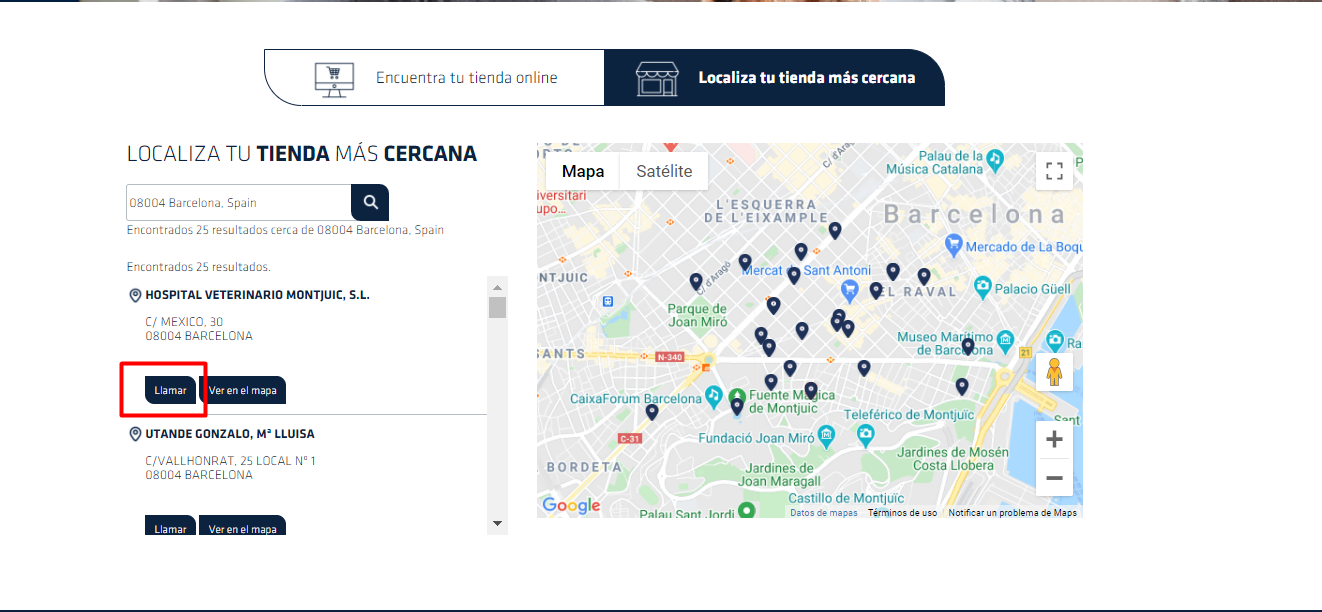 Encuentra tu tienda online
Localiza tu tienda más cercana
LOCALIZA TU TIENDA MÁS CERCANA
08004 Barcelona, Spain
Encontrados 25 resultados cerca de 08004 Barcelona, Spain
Encontrados 25 resultados.
HOSPITAL VETERINARIO MONTJUIC, S.L.
C/ MEXICO, 30
08004 BARCELONA
Llamar
Ver en el mapa
UTANDE GONZALO, Mª LLUISA
C/VALLHONRAT, 25 LOCAL Nº 1
08004 BARCELONA
Llamar
Ver en el mapa
Mapa
Satélite
C/ d'Aragó
Palau de la
Música Catalana
L'ESQUERRA
DE L'EIXAMPLE
Barcelona
Mercado de La Boqu
NTJUIC
C/ d'Aragó
Mercat de Sant Antoni
EL RAVAL
Palacio Güell
Parque de
Joan Miró
Museo Marítimo
de Barcelona
21
Ra
SANTS
N-340
CaixaForum Barcelona
Fuente Mágica
de Montjuic
Teleférico de Montjuïc
Sant
C-31
Fundació Joan Miró
BORDETA
Jardines de
Joan Maragall
Jardines de Mosén
Costa Llobera
Castillo de Montjuïc
Google
Palau Sant Jordi
Datos de mapas
Términos de uso
Notificar un problema de Maps